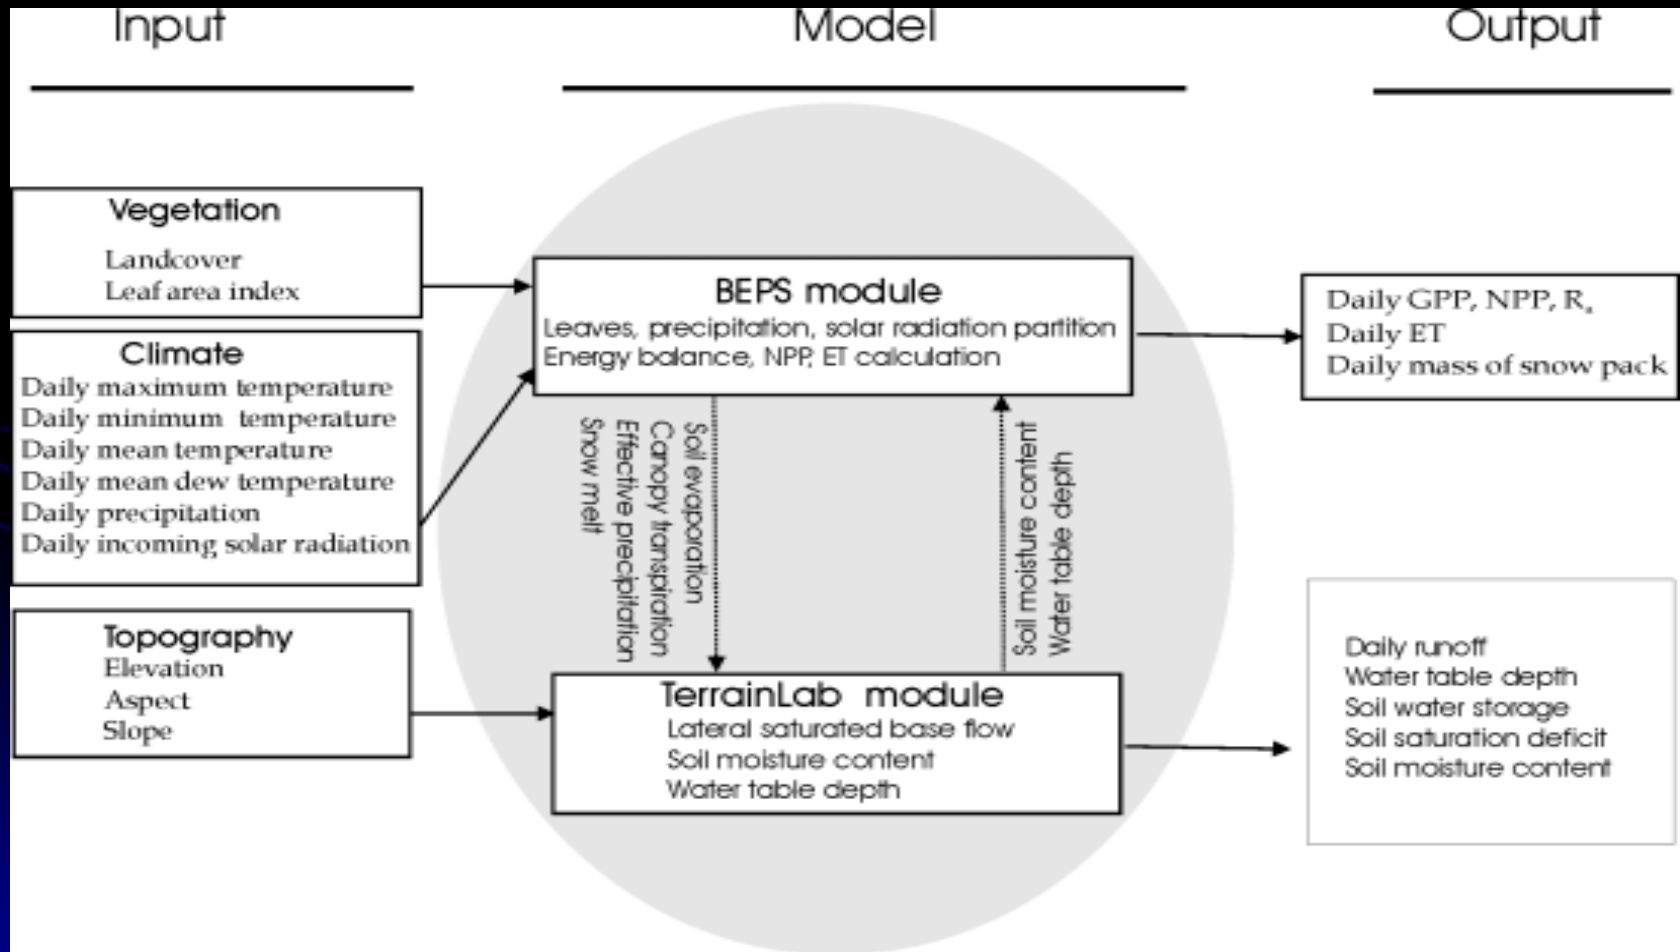 Input
Model
Output
Vegetation
Landcover
Leaf area index
Climate
Daily maximum temperature
Daily minimum temperature
Daily mean temperature
Daily mean dew temperature
Daily precipitation
Daily incoming solar radiation
Topography
Elevation
Aspect
Slope
BEPS module
Leaves, precipitation, solar radiation partition
Energy balance, NPP, ET calculation
Soil evaporation
Canopy transpiration
Effective precipitation
Snow melt
Soil moisture content
Water table depth
TerrainLab module
Lateral saturated base flow
Soil moisture content
Water table depth
Daily GPP, NPP, Rₐ
Daily ET
Daily mass of snow pack
Daily runoff
Water table depth
Soil water storage
Soil saturation deficit
Soil moisture content